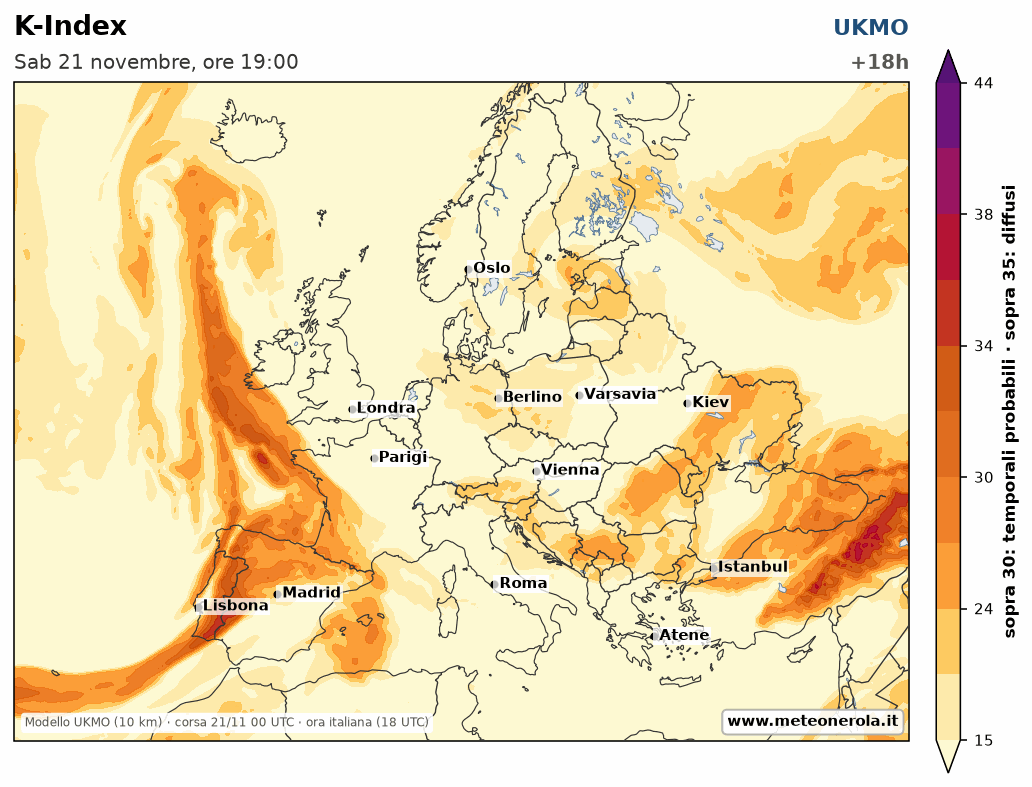 K-Index
UKMO
Sab 21 novembre, ore 19:00
+18h
44
38
34
30
24
15
sopra 30: temporali probabili · sopra 35: diffusi
Oslo
Berlino
Varsavia
Kiev
Londra
Parigi
Vienna
Istanbul
Roma
Madrid
Lisbona
Atene
Modello UKMO (10 km) · corsa 21/11 00 UTC · ora italiana (18 UTC)
www.meteonerola.it